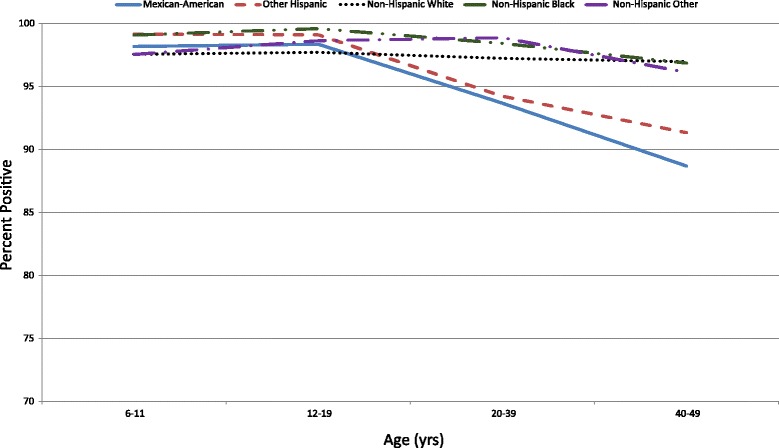 Mexican-American Other Hispanic Non-Hispanic White Non-Hispanic Black Non-Hispanic Other
100
95
90
85
80
75
70
Percent Positive
6-11 12-19 20-39 40-49
Age (yrs)